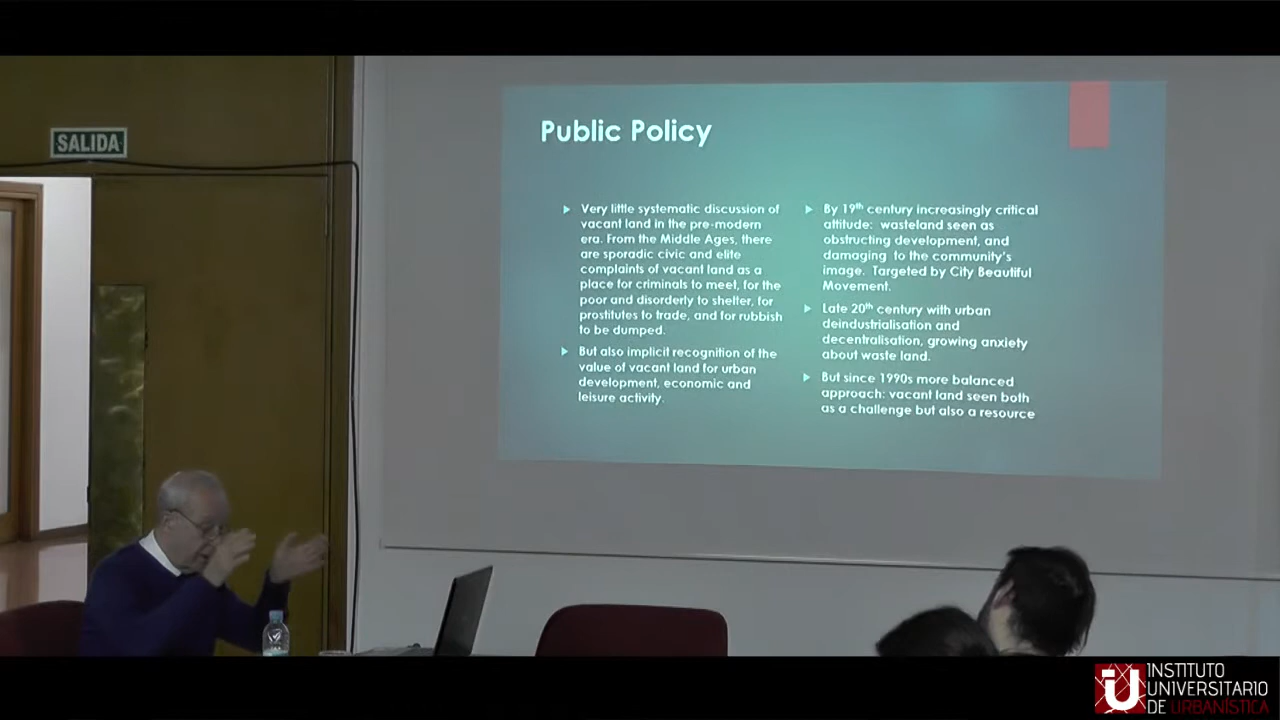 SALIDA
Public Policy
Very little systematic discussion of
vacant land in the pre-modern
era. From the Middle Ages, there
are sporadic civic and elite
complaints of vacant land as a
place for criminals to meet, for the
poor and disorderly to shelter, for
prostitutes to trade, and for rubbish
to be dumped.
But also implicit recognition of the
value of vacant land for urban
development, economic and
leisure activity.
By 19th century increasingly critical
attitude: wasteland seen as
obstructing development, and
damaging to the community's
image. Targeted by City Beautiful
Movement.
Late 20th century with urban
deindustrialisation and
decentralisation, growing anxiety
about waste land.
But since 1990s more balanced
approach: vacant land seen both
as a challenge but also a resource
IU INSTITUTO
UNIVERSITARIO
DE URBANÍSTICA